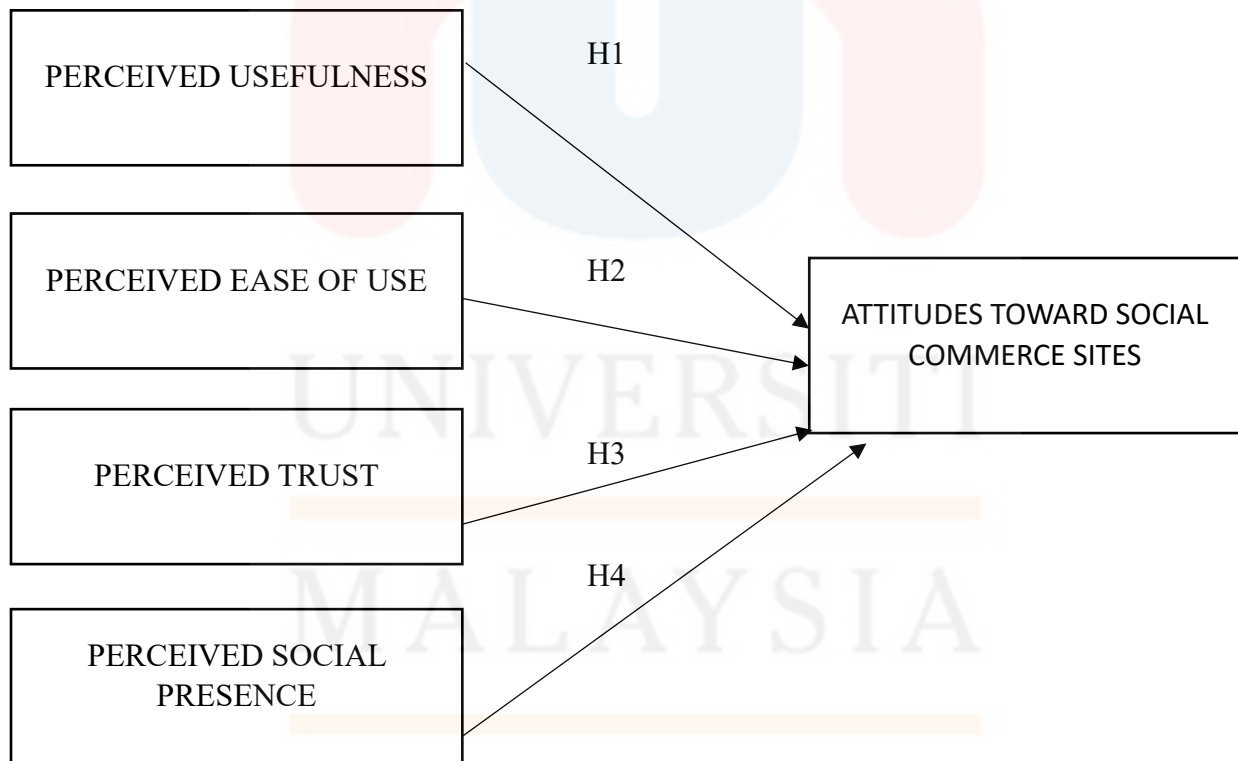 H1
PERCEIVED USEFULNESS
H2
PERCEIVED EASE OF USE
ATTITUDES TOWARD SOCIAL
COMMERCE SITES
UNIVERSITI
H3
PERCEIVED TRUST
H4
MALAYSIA
PERCEIVED SOCIAL
PRESENCE